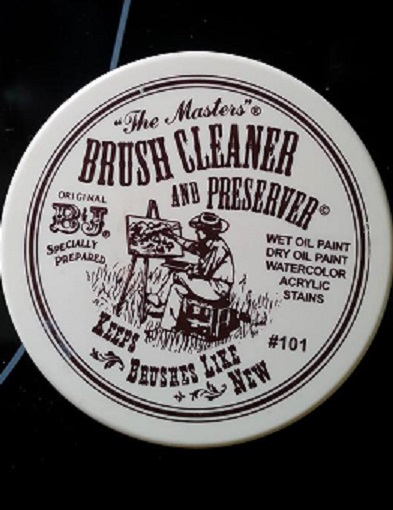 "The Masters"®
BRUSH CLEANER
AND PRESERVER©
ORIGINAL
B&J®
SPECIALLY
PREPARED
WET OIL PAINT
DRY OIL PAINT
WATERCOLOR
ACRYLIC
STAINS
#101
KEEPS
BRUSHES LIKE
NEW